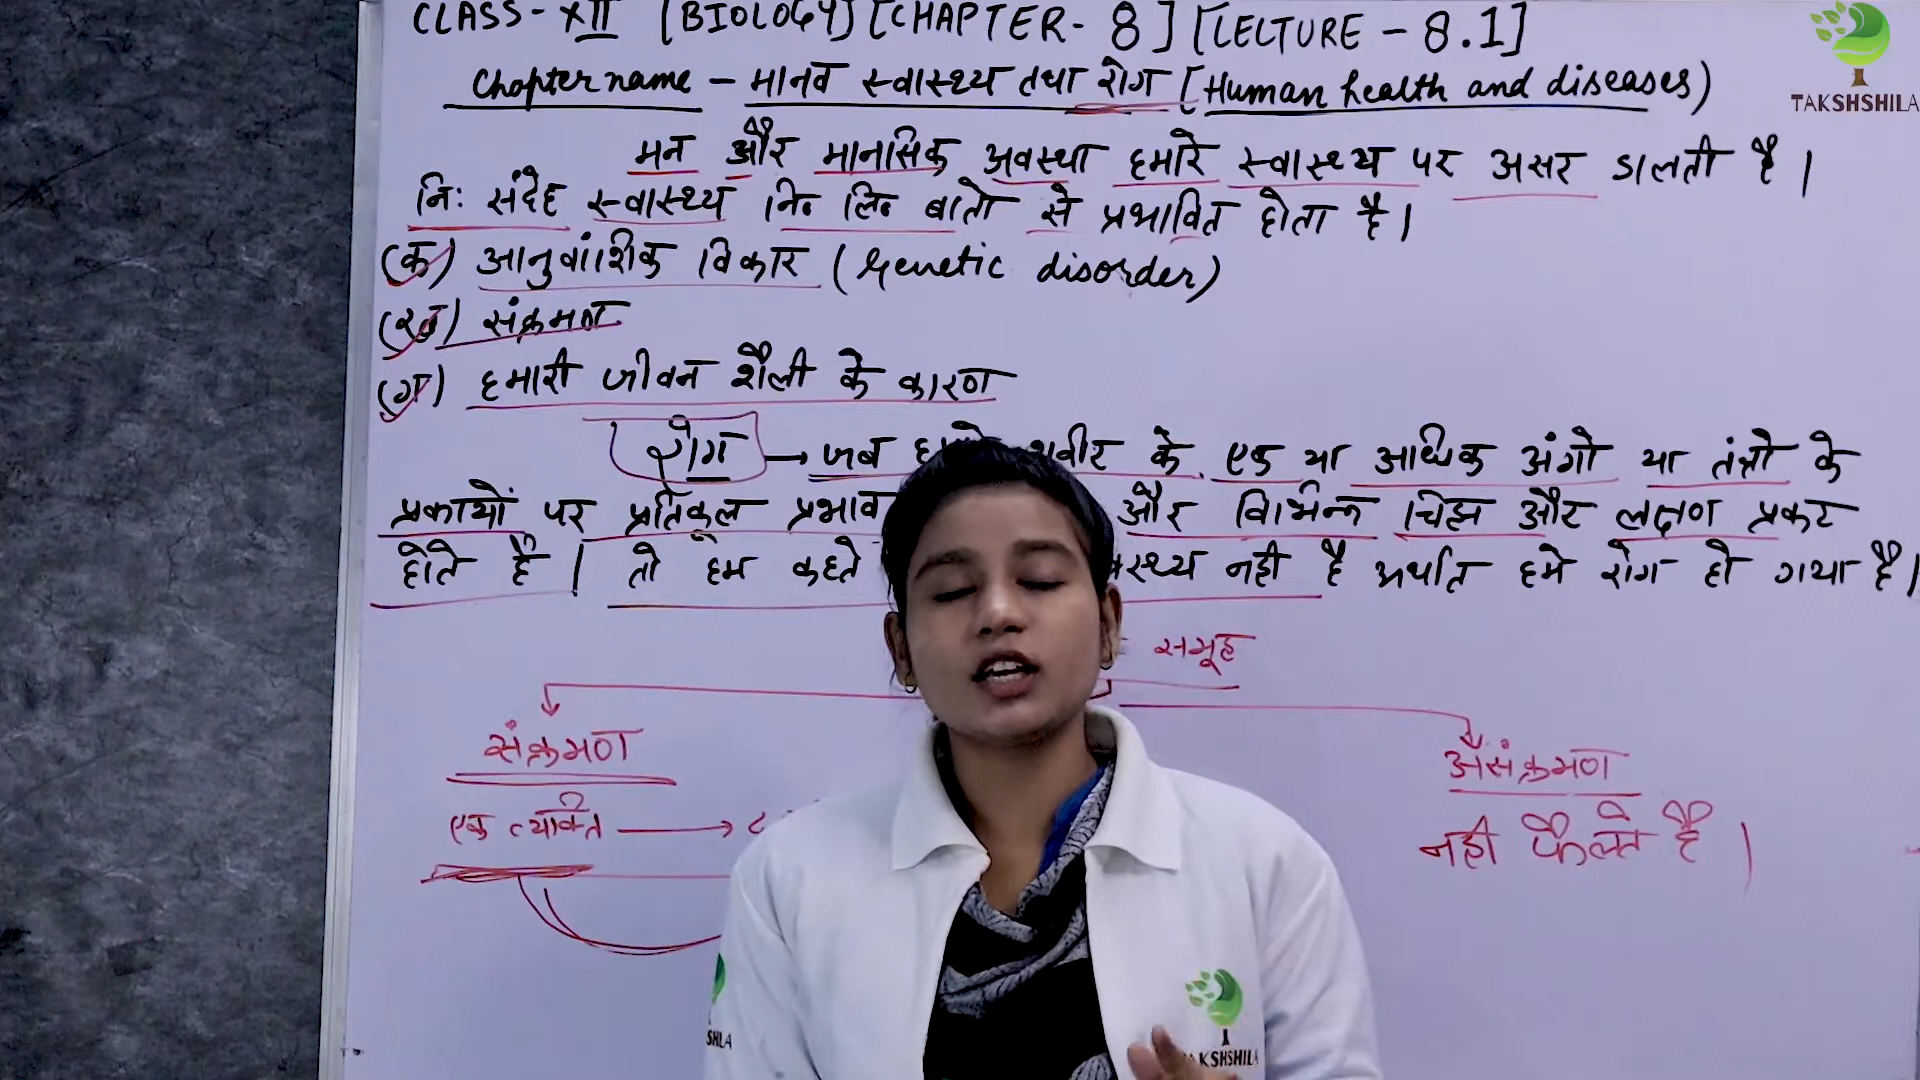 CLASS-XII [BIOLOGY] [CHAPTER-8] [LECTURE-8.1]
TAKSHSHILA
Chapter name - मानव स्वास्थ्य तथा रोग [Human health and diseases)
मन और मानसिक अवस्था हमारे स्वास्थ्य पर असर डालती है।
नि: संदेह स्वास्थ्य बातो से प्रभावित होता है।
(क) आनुवांशिक विकार (Genetic disorder)
(ख) संक्रमण
(ग) हमारी जीवन शैली के कारण
रोग → जब के एक या अधिक अंगो या तंत्रो के
प्रकार्यो पर प्रतिकूल प्रभाव और विभिन्न चिह्न और लक्षण प्रकट
होते है। तो हम कहते नही है अर्थात हमे रोग हो गया है।
समूह
संक्रमण
असंक्रमण
एक व्यक्ति →
नही फैलते है।
SHILA
TAKSHSHILA